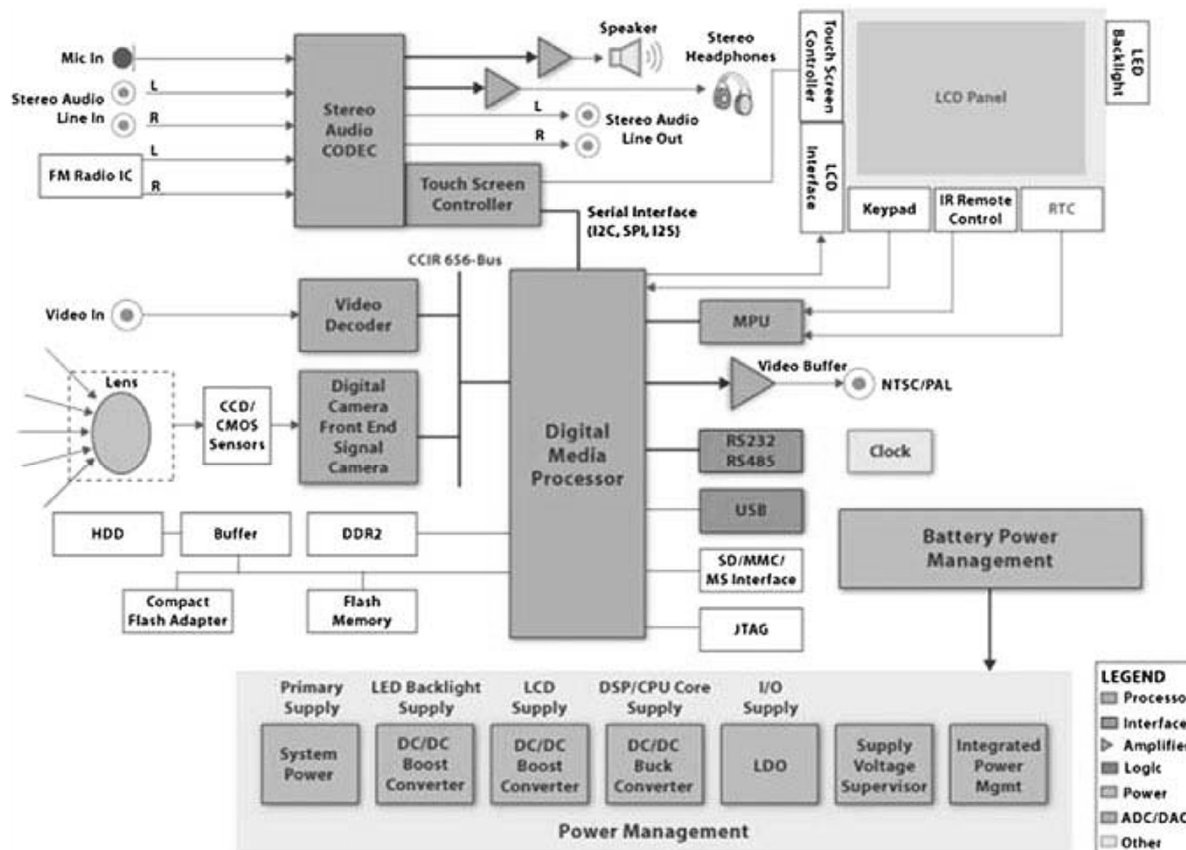 Mic In
Stereo Audio
Line In
L
R
FM Radio IC
L
R
Stereo
Audio
CODEC
Speaker
Stereo
Headphones
L
R
Stereo Audio
Line Out
Touch Screen
Controller
Touch Screen
Controller
LCD
Interface
LCD Panel
LED
Backlight
Keypad
IR Remote
Control
RTC
Serial Interface
(I2C, SPI, I2S)
CCIR 656-Bus
Video In
Video
Decoder
Lens
CCD/
CMOS
Sensors
Digital
Camera
Front End
Signal
Camera
Digital
Media
Processor
MPU
Video Buffer
NTSC/PAL
RS232
RS485
Clock
USB
HDD
Buffer
DDR2
SD/MMC/
MS Interface
Compact
Flash Adapter
Flash
Memory
JTAG
Battery Power
Management
Primary
Supply
LED Backlight
Supply
LCD
Supply
DSP/CPU Core
Supply
I/O
Supply
System
Power
DC/DC
Boost
Converter
DC/DC
Boost
Converter
DC/DC
Buck
Converter
LDO
Supply
Voltage
Supervisor
Integrated
Power
Mgmt
Power Management
LEGEND
Processo
Interface
Amplifie
Logic
Power
ADC/DAC
Other